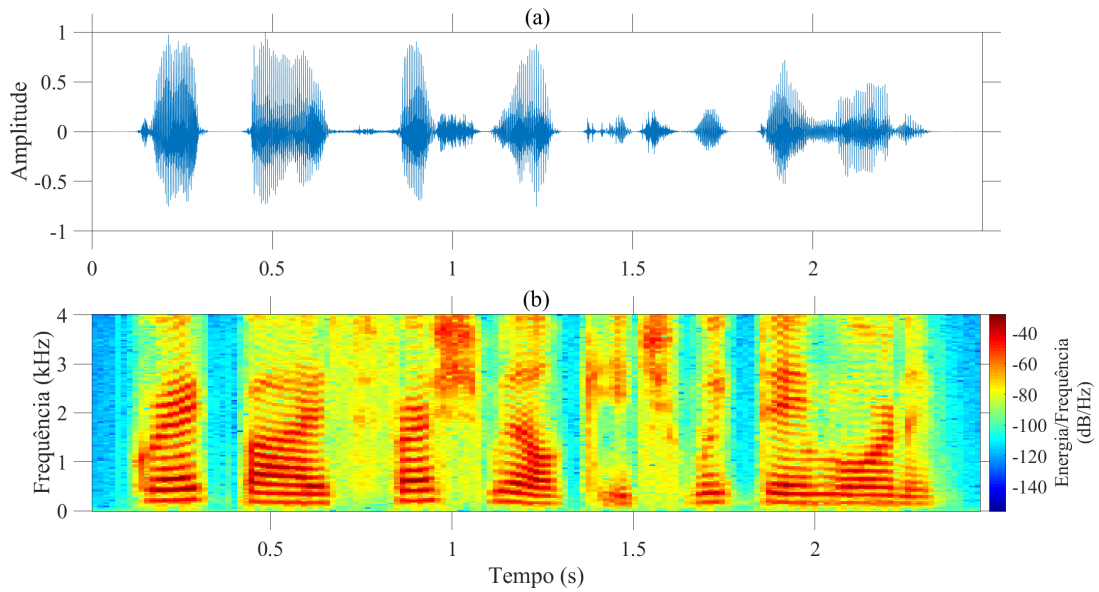 (a)
Amplitude
1
0.5
0
-0.5
-1
0 0.5 1 1.5 2
(b)
Frequência (kHz)
4
3
2
1
0
0.5 1 1.5 2
Tempo (s)
-40
-60
-80
-100
-120
-140
Energia/Frequência
(dB/Hz)